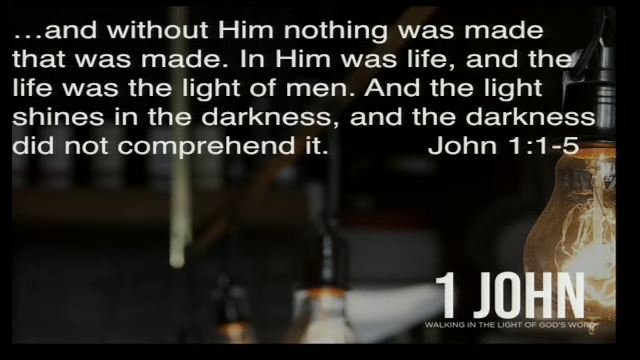 ...and without Him nothing was made
that was made. In Him was life, and the
life was the light of men. And the light
shines in the darkness, and the darkness
did not comprehend it. John 1:1-5
1 JOHN
WALKING IN THE LIGHT OF GOD'S WORD